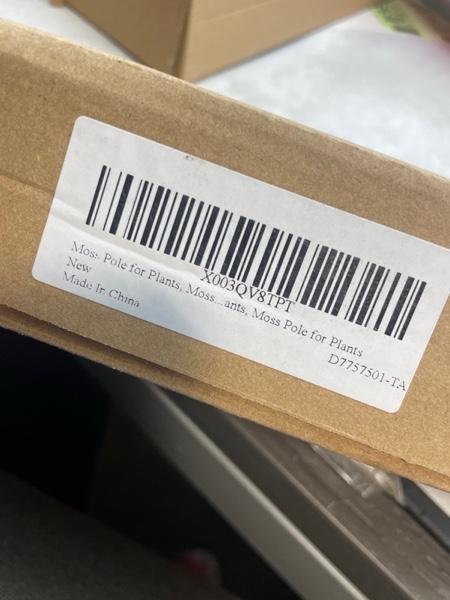 X003QV8TPT
Moss Pole for Plants, Moss...ants, Moss Pole for Plants
New
Made In China
D7757501-TA